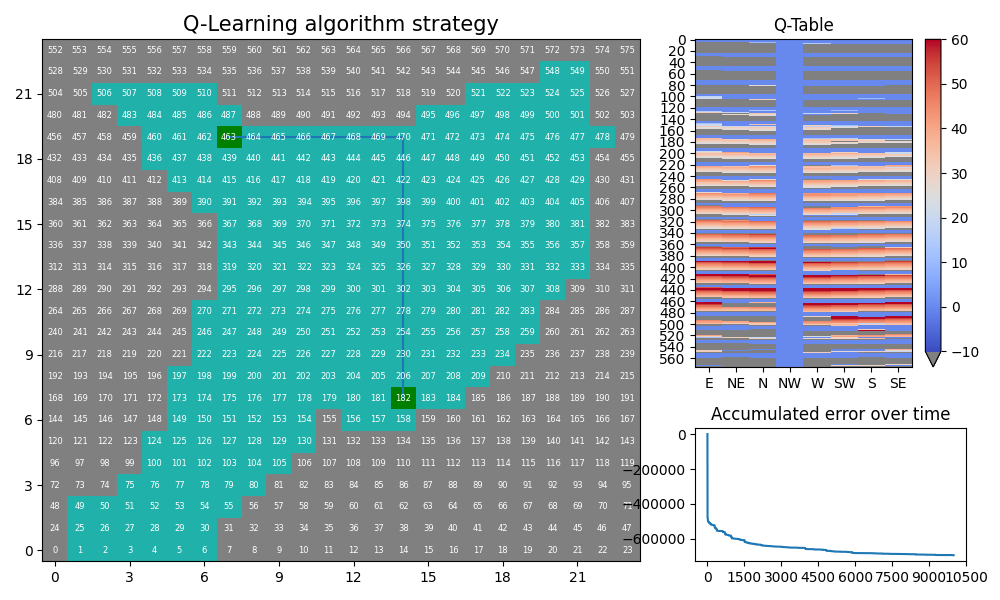 Q-Learning algorithm strategy
552 553 554 555 556 557 558 559 560 561 562 563 564 565 566 567 568 569 570 571 572 573 574 575
528 529 530 531 532 533 534 535 536 537 538 539 540 541 542 543 544 545 546 547 548 549 550 551
21 504 505 506 507 508 509 510 511 512 513 514 515 516 517 518 519 520 521 522 523 524 525 526 527
480 481 482 483 484 485 486 487 488 489 490 491 492 493 494 495 496 497 498 499 500 501 502 503
456 457 458 459 460 461 462 463 464 465 466 467 468 469 470 471 472 473 474 475 476 477 478 479
18 432 433 434 435 436 437 438 439 440 441 442 443 444 445 446 447 448 449 450 451 452 453 454 455
408 409 410 411 412 413 414 415 416 417 418 419 420 421 422 423 424 425 426 427 428 429 430 431
384 385 386 387 388 389 390 391 392 393 394 395 396 397 398 399 400 401 402 403 404 405 406 407
15 360 361 362 363 364 365 366 367 368 369 370 371 372 373 374 375 376 377 378 379 380 381 382 383
336 337 338 339 340 341 342 343 344 345 346 347 348 349 350 351 352 353 354 355 356 357 358 359
312 313 314 315 316 317 318 319 320 321 322 323 324 325 326 327 328 329 330 331 332 333 334 335
12 288 289 290 291 292 293 294 295 296 297 298 299 300 301 302 303 304 305 306 307 308 309 310 311
264 265 266 267 268 269 270 271 272 273 274 275 276 277 278 279 280 281 282 283 284 285 286 287
240 241 242 243 244 245 246 247 248 249 250 251 252 253 254 255 256 257 258 259 260 261 262 263
9 216 217 218 219 220 221 222 223 224 225 226 227 228 229 230 231 232 233 234 235 236 237 238 239
192 193 194 195 196 197 198 199 200 201 202 203 204 205 206 207 208 209 210 211 212 213 214 215
168 169 170 171 172 173 174 175 176 177 178 179 180 181 182 183 184 185 186 187 188 189 190 191
6 144 145 146 147 148 149 150 151 152 153 154 155 156 157 158 159 160 161 162 163 164 165 166 167
120 121 122 123 124 125 126 127 128 129 130 131 132 133 134 135 136 137 138 139 140 141 142 143
96 97 98 99 100 101 102 103 104 105 106 107 108 109 110 111 112 113 114 115 116 117 118 119
3 72 73 74 75 76 77 78 79 80 81 82 83 84 85 86 87 88 89 90 91 92 93 94 95
48 49 50 51 52 53 54 55 56 57 58 59 60 61 62 63 64 65 66 67 68 69 70 71
24 25 26 27 28 29 30 31 32 33 34 35 36 37 38 39 40 41 42 43 44 45 46 47
0 0 1 2 3 4 5 6 7 8 9 10 11 12 13 14 15 16 17 18 19 20 21 22 23
0 3 6 9 12 15 18 21
Q-Table
0
20
40
60
80
100
120
140
160
180
200
220
240
260
280
300
320
340
360
380
400
420
440
460
480
500
520
540
560
E NE N NW W SW S SE
60
50
40
30
20
10
0
−10
Accumulated error over time
0
−200000
−400000
−600000
0 1500 3000 4500 6000 7500 9000 10500